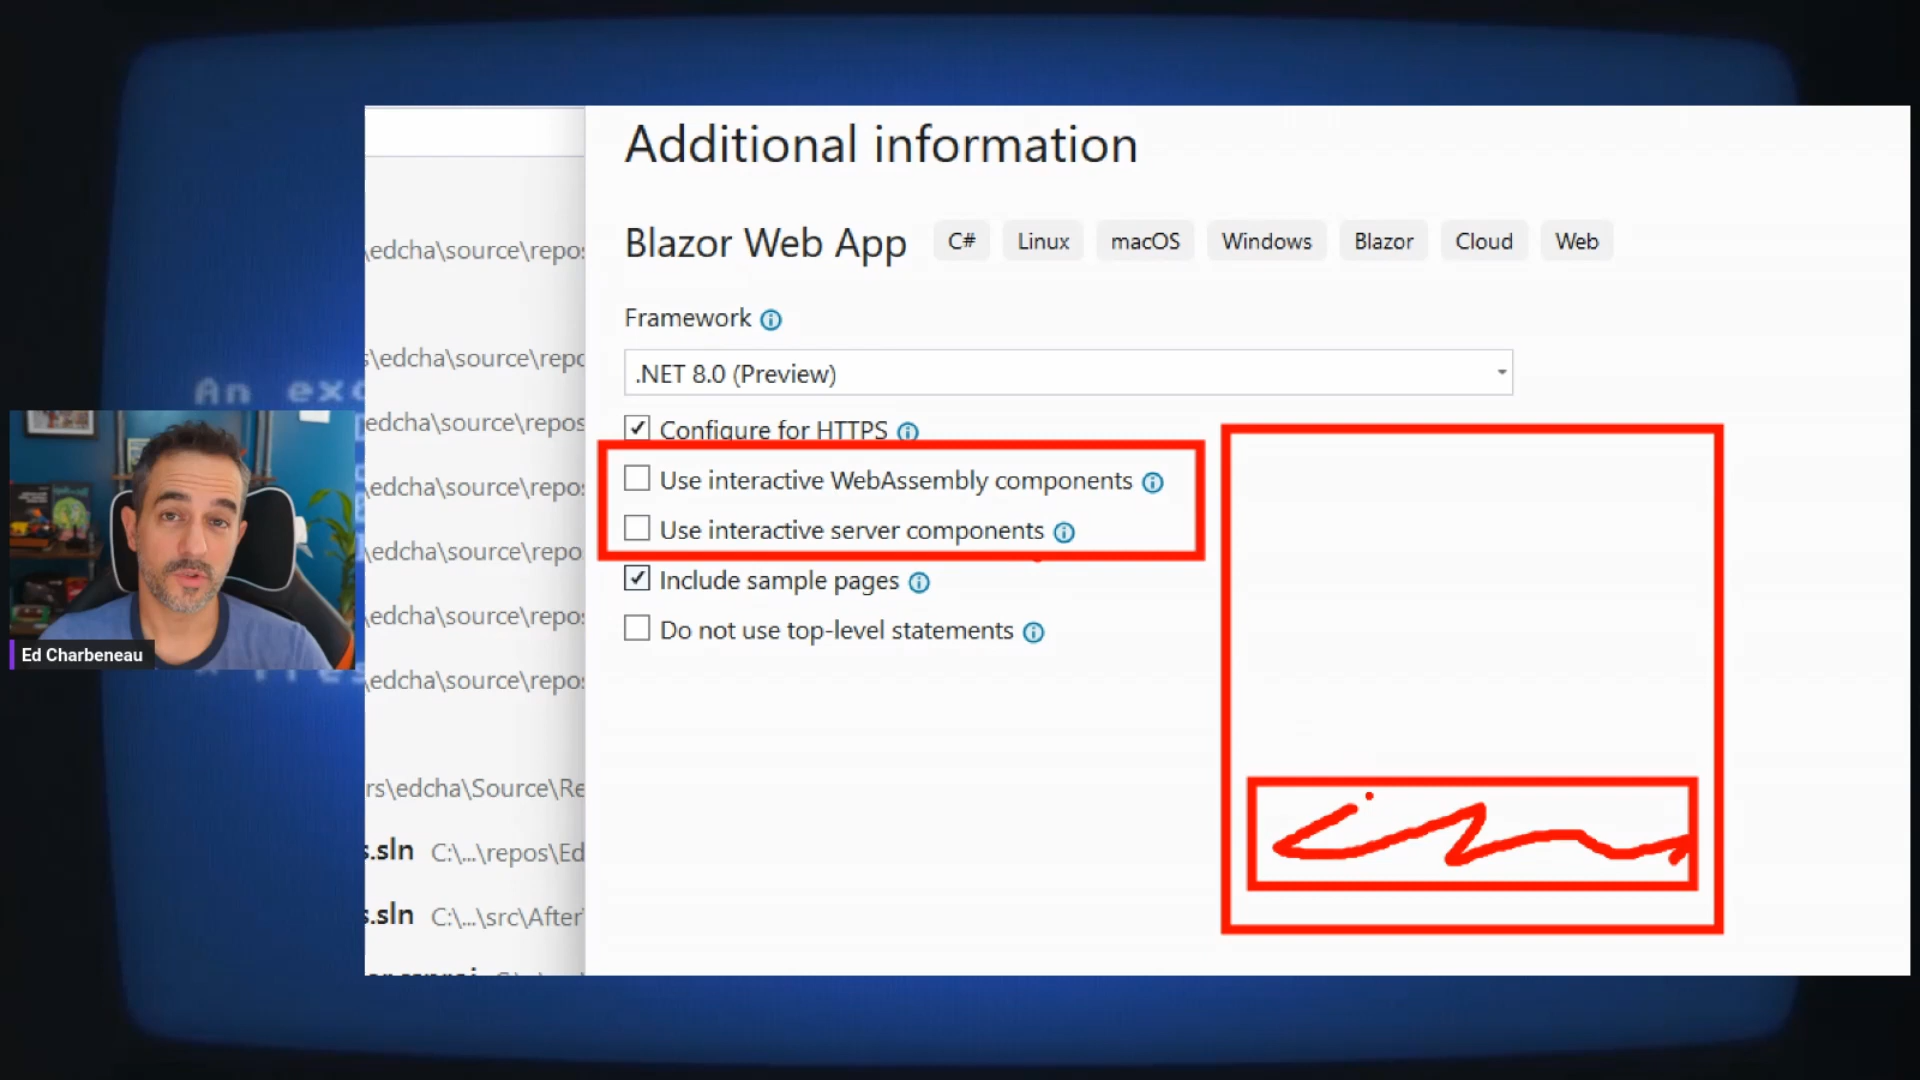 Additional information
Blazor Web App C# Linux macOS Windows Blazor Cloud Web
Framework
.NET 8.0 (Preview)
Configure for HTTPS
Use interactive WebAssembly components
Use interactive server components
Include sample pages
Do not use top-level statements
\edcha\source\repos
s\edcha\source\repo
edcha\source\repos
\edcha\source\repos
\edcha\source\repo
\edcha\source\repos
\edcha\source\repos
rs\edcha\Source\Re
s.sln C:\...\repos\Ed
s.sln C:\...\src\After
An exc
Ed Charbeneau